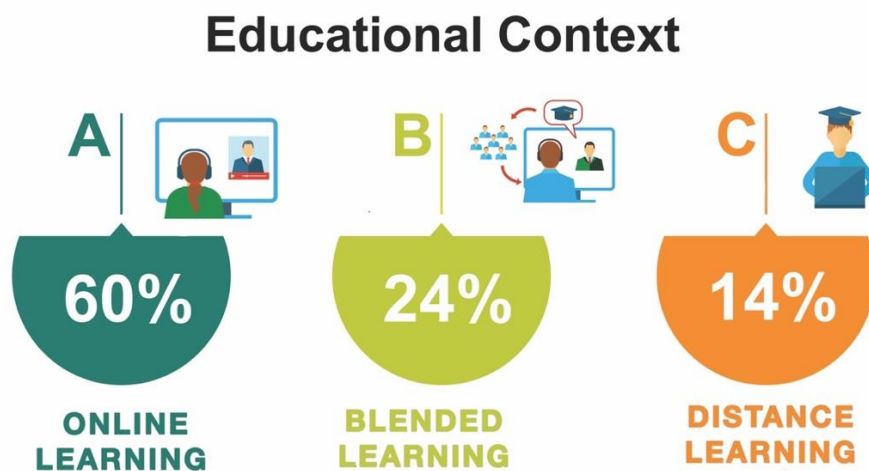 Educational Context
A
B
C
60%
24%
14%
ONLINE
LEARNING
BLENDED
LEARNING
DISTANCE
LEARNING